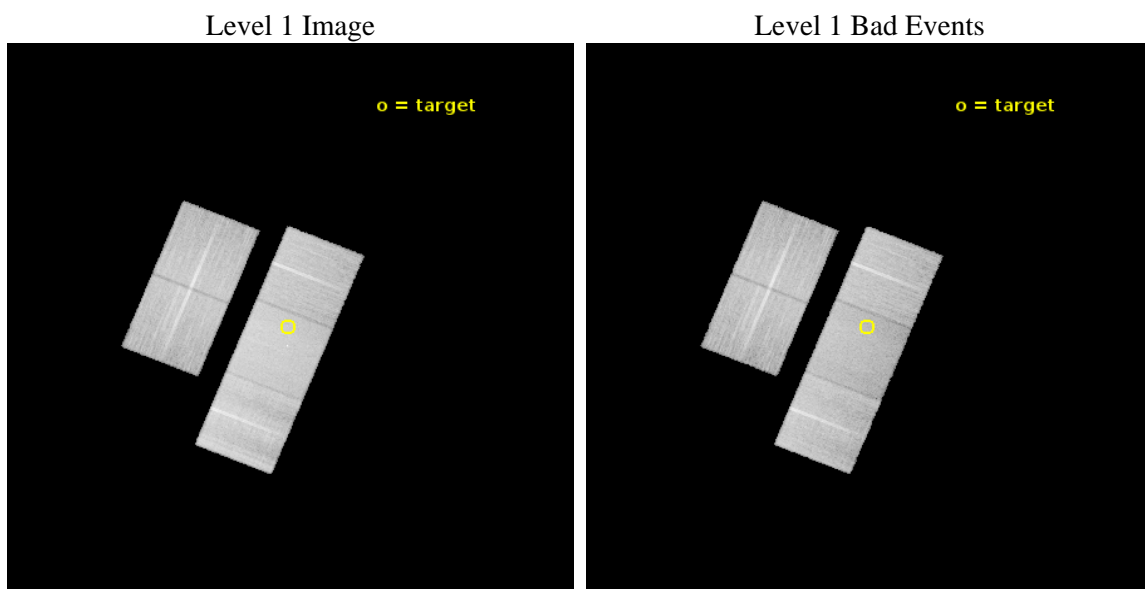 Level 1 Image
Level 1 Bad Events
o = target
o = target